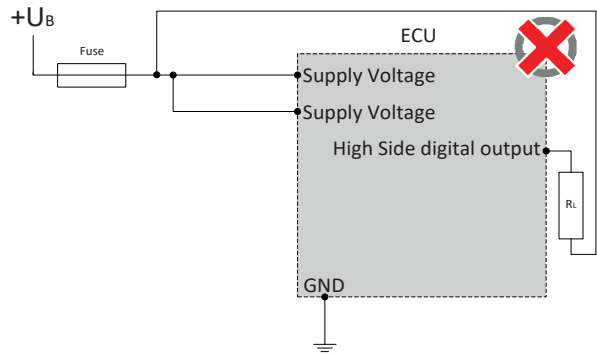 +UB
Fuse
ECU
Supply Voltage
Supply Voltage
High Side digital output
RL
GND